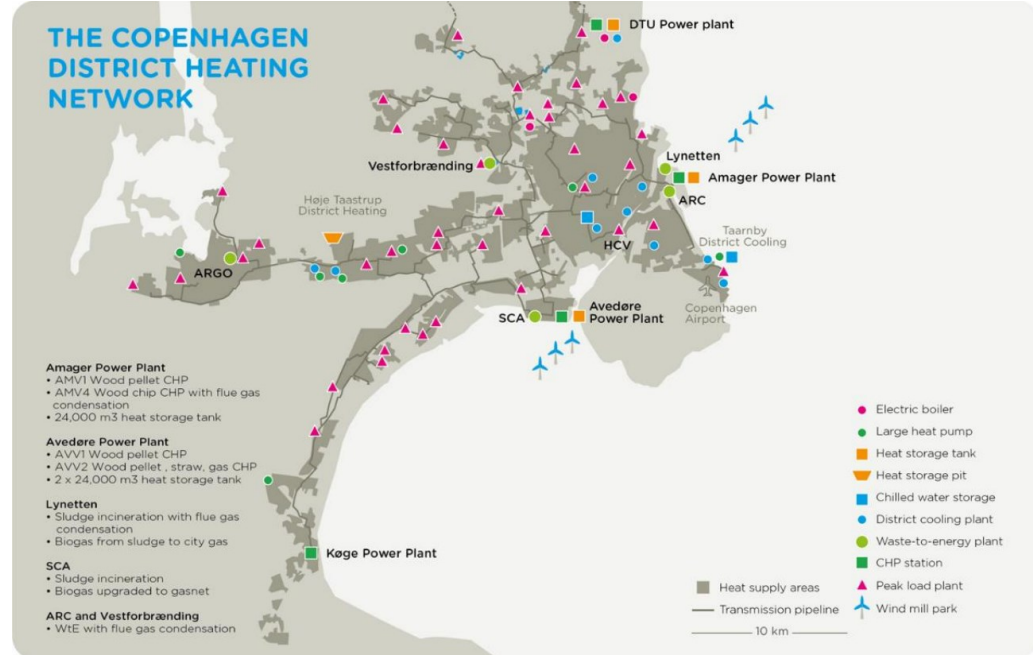 THE COPENHAGEN
DISTRICT HEATING
NETWORK
DTU Power plant
Vestforbrænding
Lynetten
Amager Power Plant
ARC
Høje Taastrup
District Heating
Taarnby
District Cooling
HCV
ARGO
Copenhagen
Airport
SCA
Avedøre
Power Plant
Køge Power Plant
Amager Power Plant
• AMV1 Wood pellet CHP
• AMV4 Wood chip CHP with flue gas
condensation
• 24,000 m3 heat storage tank
Avedøre Power Plant
• AVV1 Wood pellet CHP
• AVV2 Wood pellet , straw, gas CHP
• 2 x 24,000 m3 heat storage tank
Lynetten
• Sludge incineration with flue gas
condensation
• Biogas from sludge to city gas
SCA
• Sludge incineration
• Biogas upgraded to gasnet
ARC and Vestforbrænding
• WtE with flue gas condensation
Heat supply areas
Transmission pipeline
10 km
Electric boiler
Large heat pump
Heat storage tank
Heat storage pit
Chilled water storage
District cooling plant
Waste-to-energy plant
CHP station
Peak load plant
Wind mill park